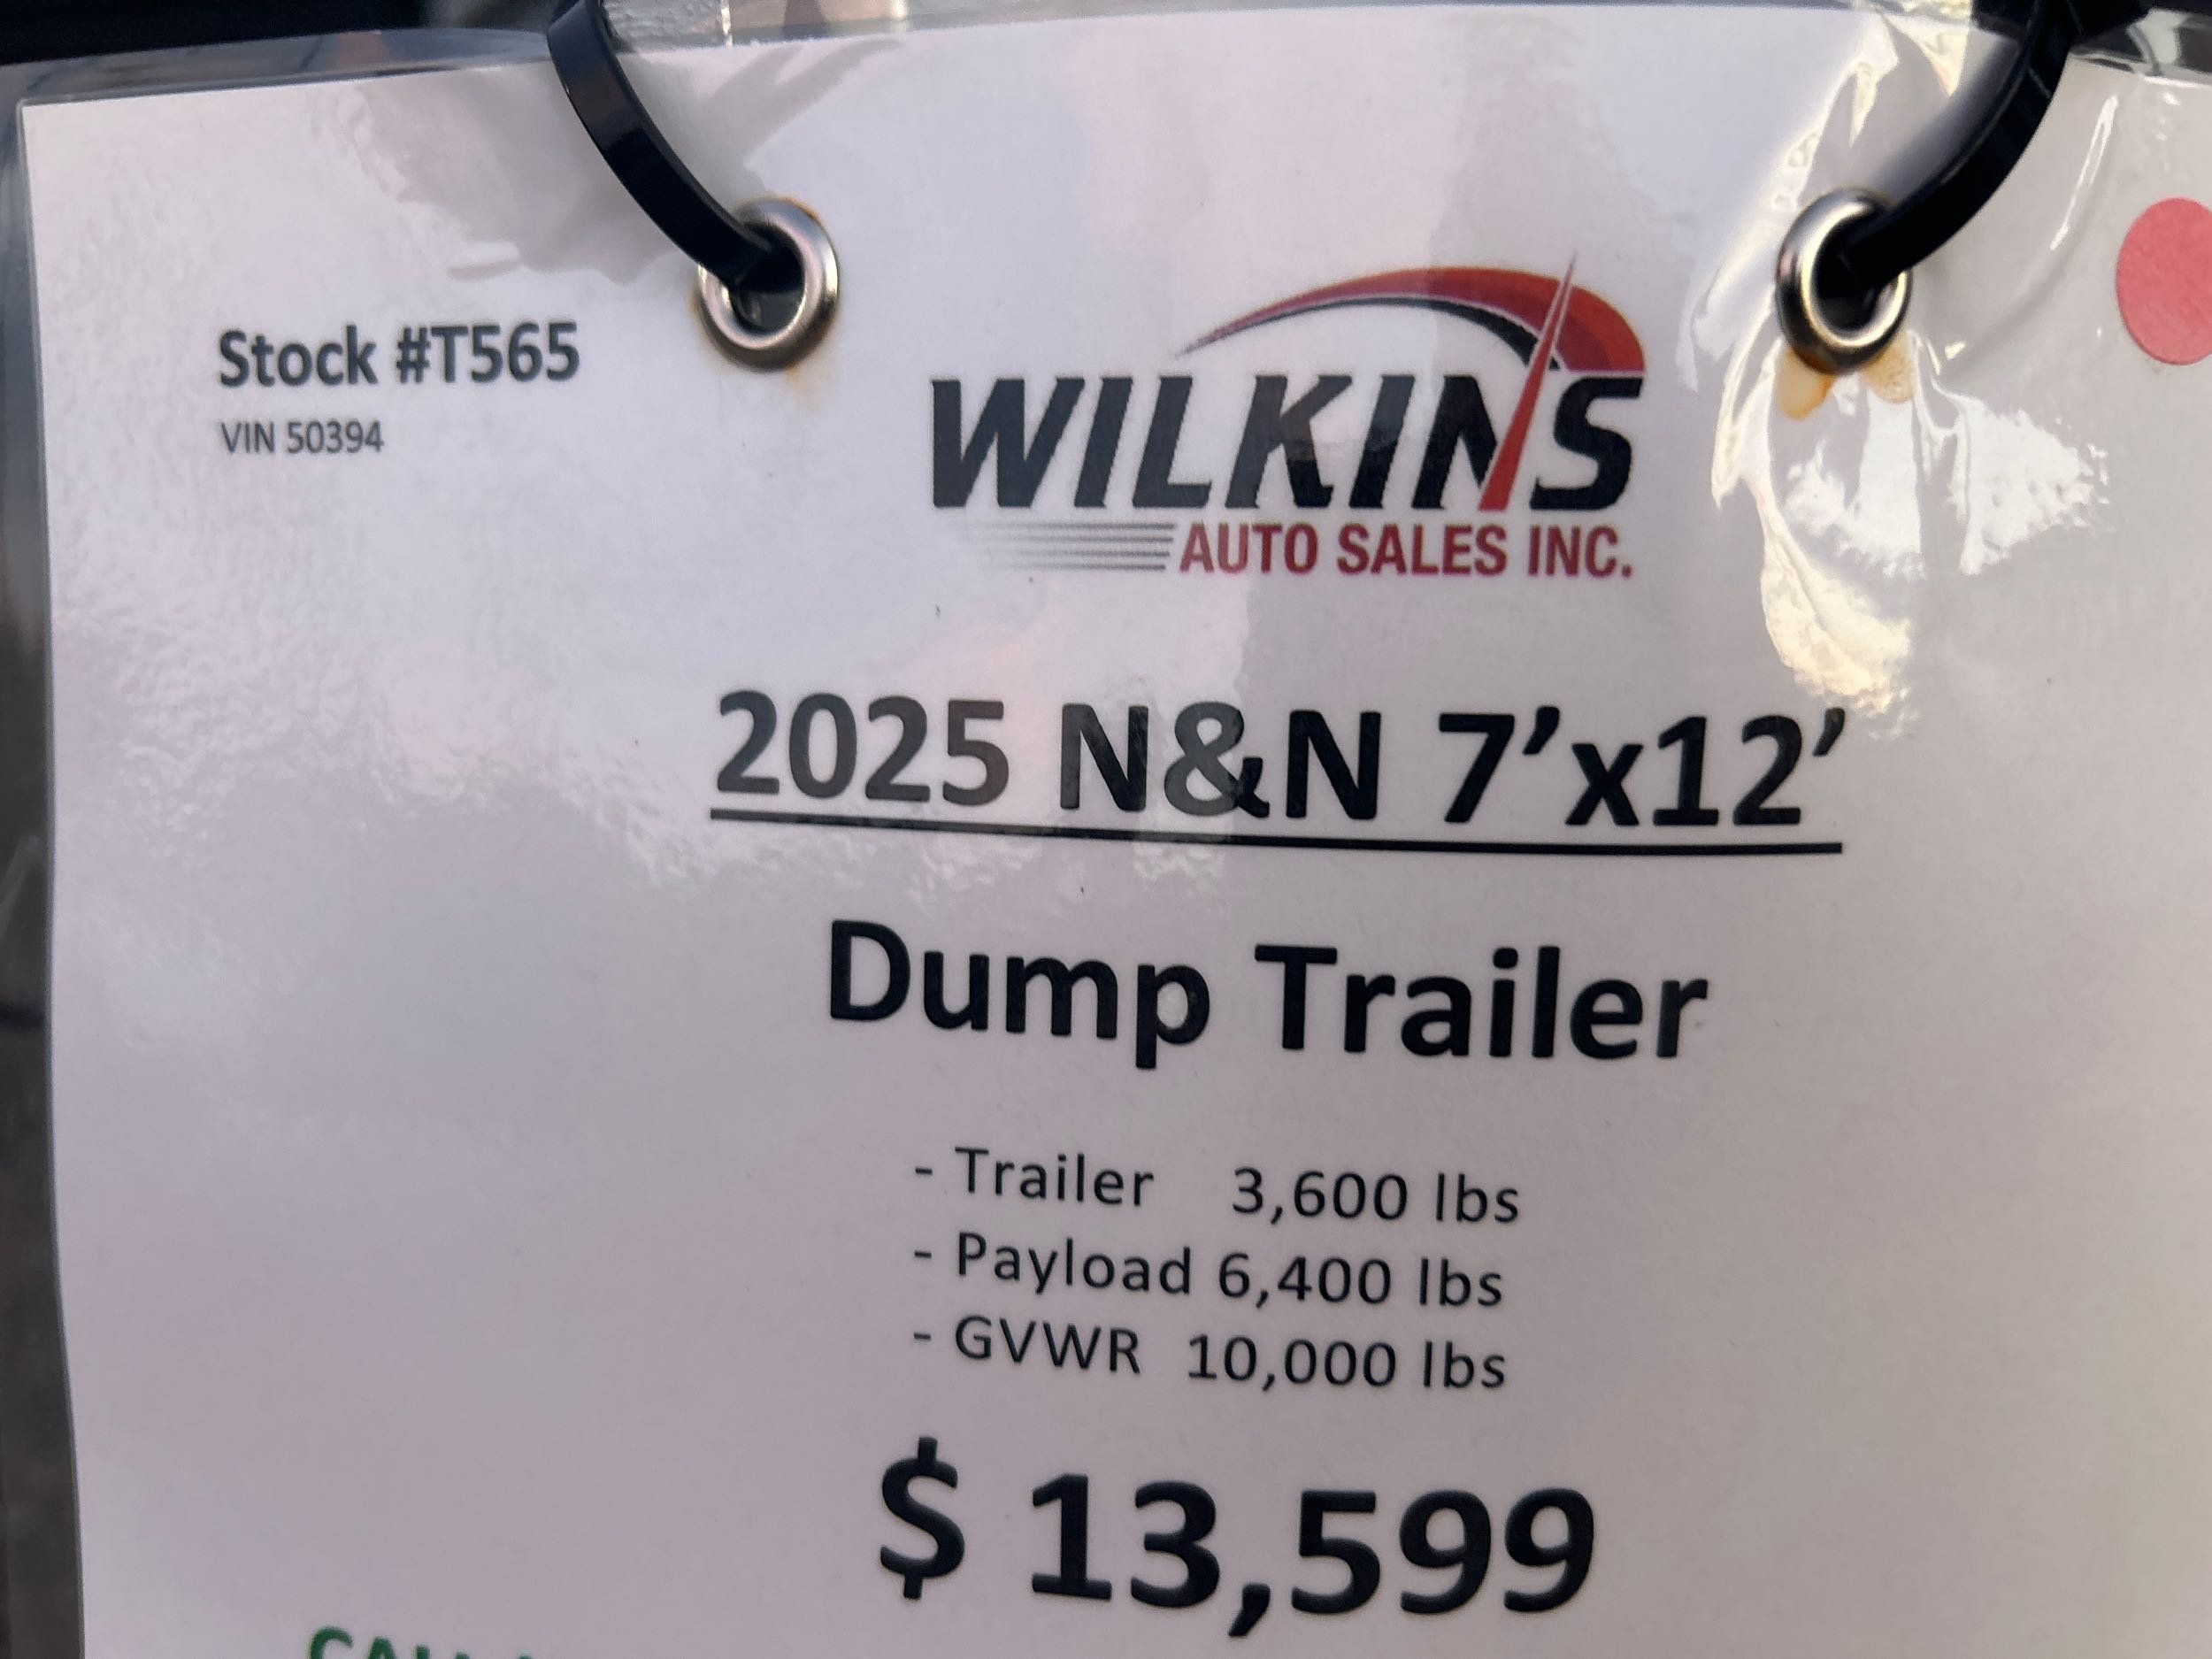 Stock #T565
VIN 50394
WILKINS
AUTO SALES INC.
2025 N&N 7’x12’
Dump Trailer
- Trailer 3,600 lbs
- Payload 6,400 lbs
- GVWR 10,000 lbs
$ 13,599